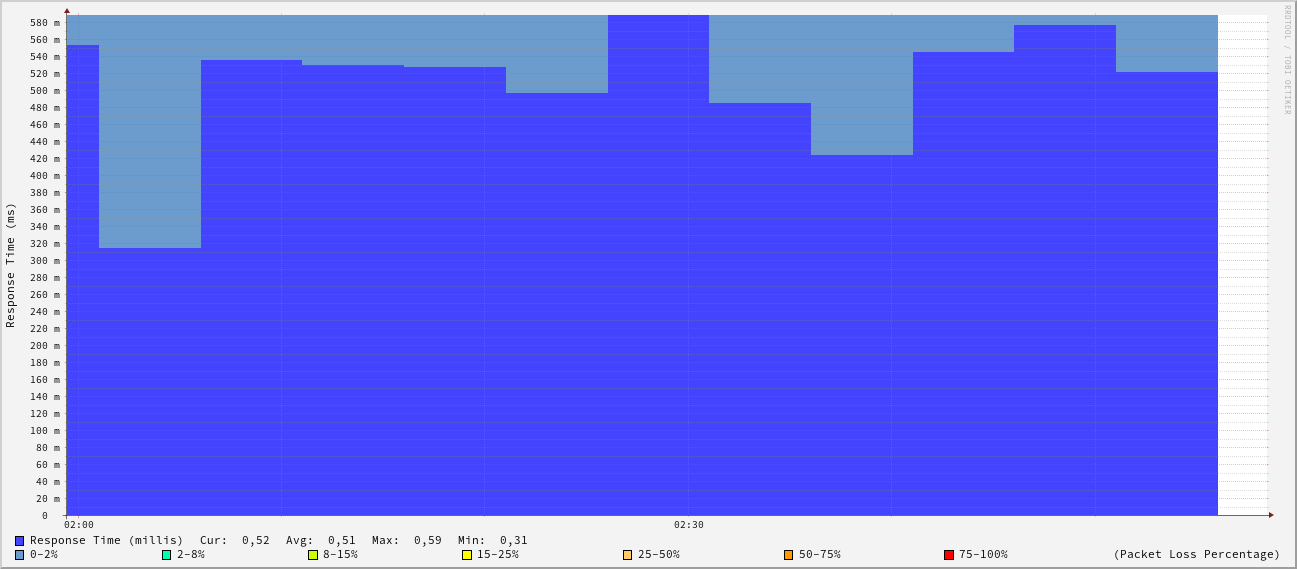 RRDTOOL / TOBI OETIKER
Response Time (ms)
580 m
560 m
540 m
520 m
500 m
480 m
460 m
440 m
420 m
400 m
380 m
360 m
340 m
320 m
300 m
280 m
260 m
240 m
220 m
200 m
180 m
160 m
140 m
120 m
100 m
80 m
60 m
40 m
20 m
0
02:00 02:30
Response Time (millis) Cur: 0,52 Avg: 0,51 Max: 0,59 Min: 0,31
0-2% 2-8% 8-15% 15-25% 25-50% 50-75% 75-100% (Packet Loss Percentage)